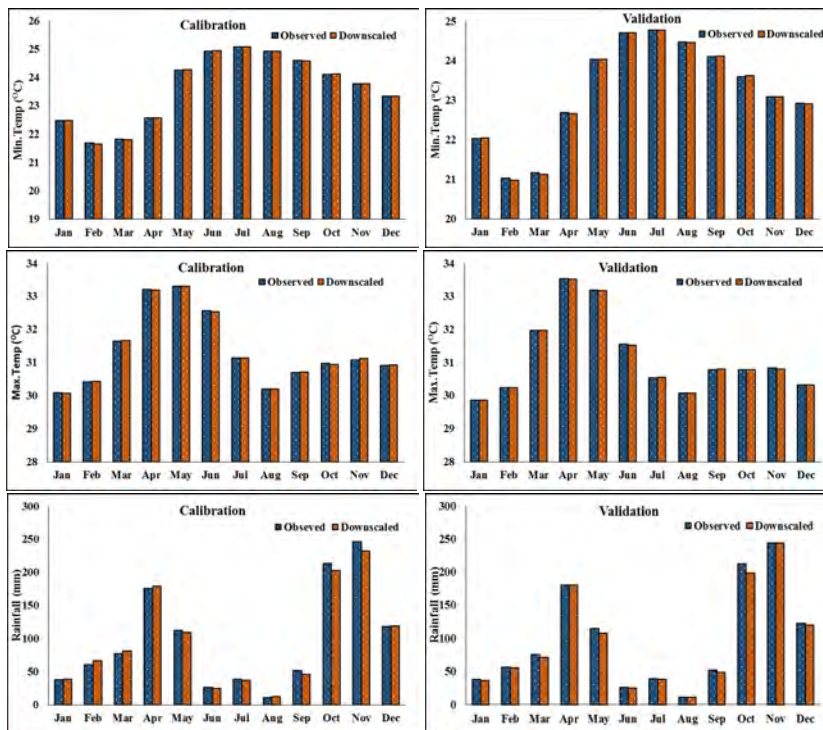 Calibration
Observed Downscaled
Min.Temp (°C)
26
25
24
23
22
21
20
19
Jan Feb Mar Apr May Jun Jul Aug Sep Oct Nov Dec
Validation
Observed Downscaled
Min.Temp (°C)
25
24
23
22
21
20
Jan Feb Mar Apr May Jun Jul Aug Sep Oct Nov Dec
Calibration
Observed Downscaled
Max.Temp (°C)
34
33
32
31
30
29
28
Jan Feb Mar Apr May Jun Jul Aug Sep Oct Nov Dec
Validation
Observed Downscaled
Max.Temp (°C)
34
33
32
31
30
29
28
Jan Feb Mar Apr May Jun Jul Aug Sep Oct Nov Dec
Calibration
Obseved Downscaled
Rainfall (mm)
300
250
200
150
100
50
0
Jan Feb Mar Apr May Jun Jul Aug Sep Oct Nov Dec
Validation
Observed Downscaled
Rainfall (mm)
300
250
200
150
100
50
0
Jan Feb Mar Apr May Jun Jul Aug Sep Oct Nov Dec